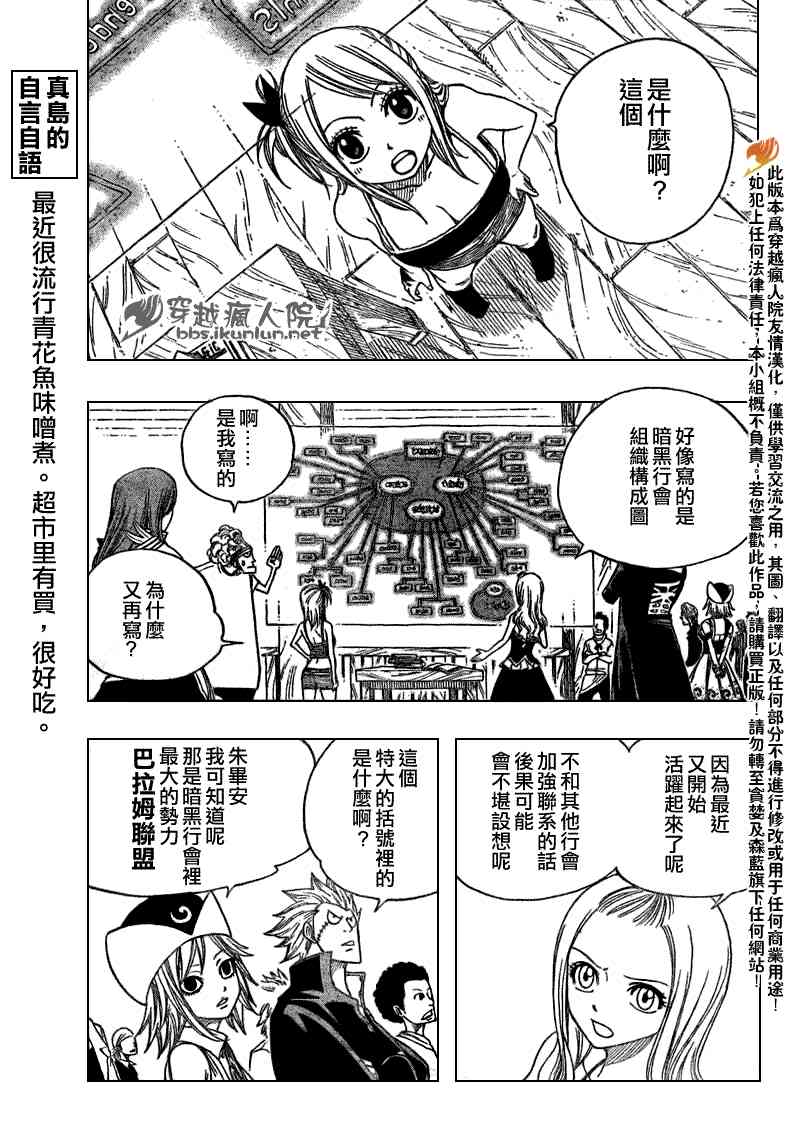 是什麼啊?
這個
好像寫的是
暗黑行會
組織構成圖
啊……
是我寫的
為什麼
又再寫?
因為最近
又開始
活躍起來了呢
不和其他行會
加強聯系的話
後果可能
會不堪設想呢
這個
特大的括號裡的
是什麼啊?
朱畢安
我可知道呢
那是暗黑行會裡
最大的勢力
巴拉姆聯盟
真島的
自言自語
最近很流行青花魚味噌煮。超市里有買,很好吃。
此版本爲穿越瘋人院友情漢化,僅供學習交流之用,其圖、翻譯以及任何部分不得進行修改或用于任何商業用途!
如犯上任何法律責任,本小組概不負責。若您喜歡此作品,請購買正版!請勿轉至貪婪及森藍旗下任何網站!
穿越瘋人院
bbs.ikunlun.net